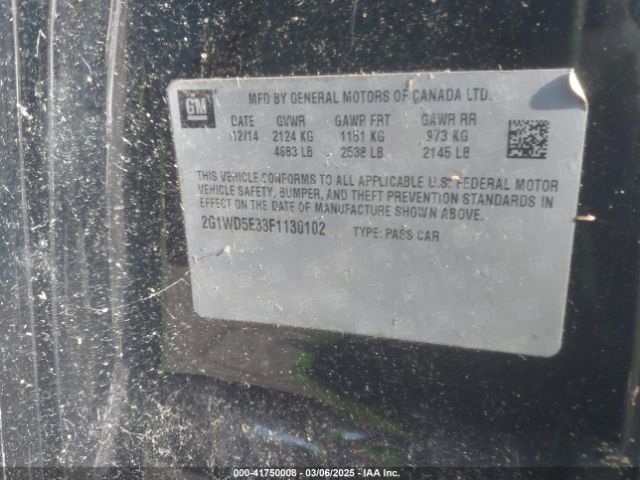 GM
MFD BY GENERAL MOTORS OF CANADA LTD.
DATE GVWR GAWR FRT GAWR RR
12/14 2124 KG 1151 KG 973 KG
4683 LB 2538 LB 2145 LB
THIS VEHICLE CONFORMS TO ALL APPLICABLE U.S. FEDERAL MOTOR
VEHICLE SAFETY, BUMPER, AND THEFT PREVENTION STANDARDS IN
EFFECT ON THE DATE OF MANUFACTURE SHOWN ABOVE.
2G1WD5E33F1130102 TYPE: PASS CAR
000-41750008 - 03/06/2025 - IAA Inc.